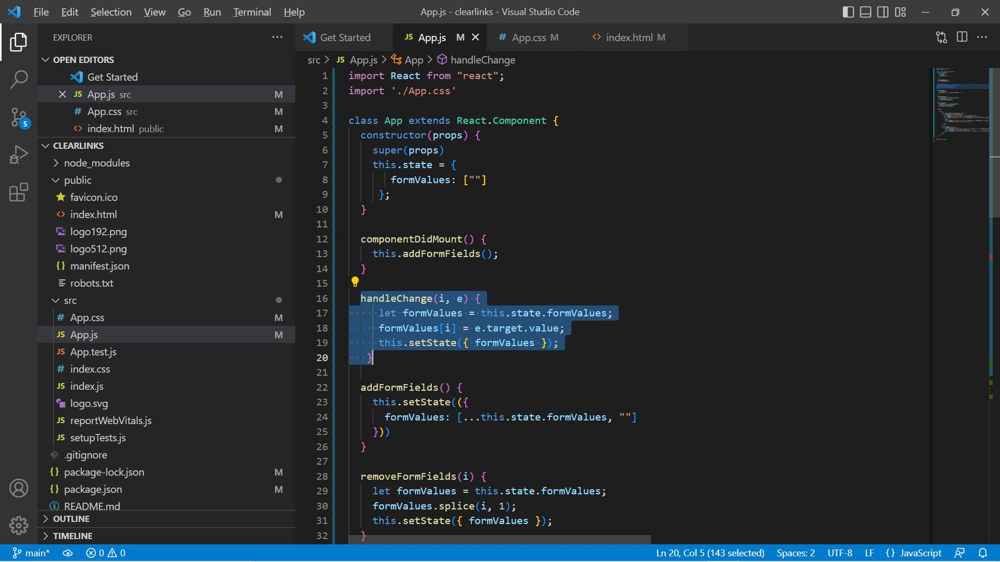 File Edit Selection View Go Run Terminal Help
App.js - clearlinks - Visual Studio Code
EXPLORER
OPEN EDITORS
Get Started
JS App.js src M
# App.css src M
<> index.html public M
5
CLEARLINKS
node_modules
public
favicon.ico
<> index.html M
logo192.png
logo512.png
{} manifest.json
robots.txt
src
# App.css M
JS App.js M
JS App.test.js
# index.css
JS index.js
logo.svg
JS reportWebVitals.js
JS setupTests.js
.gitignore
{} package-lock.json M
{} package.json M
README.md
OUTLINE
TIMELINE
Get Started
JS App.js M
# App.css M
<> index.html M
src > JS App.js > App > handleChange
1 import React from "react";
2 import './App.css'
3
4 class App extends React.Component {
5 constructor(props) {
6 super(props)
7 this.state = {
8 formValues: [""]
9 };
10 }
11
12 componentDidMount() {
13 this.addFormFields();
14 }
15
16 handleChange(i, e) {
17 let formValues = this.state.formValues;
18 formValues[i] = e.target.value;
19 this.setState({ formValues });
20 }
21
22 addFormFields() {
23 this.setState(({
24 formValues: [...this.state.formValues, ""]
25 }))
26 }
27
28 removeFormFields(i) {
29 let formValues = this.state.formValues;
30 formValues.splice(i, 1);
31 this.setState({ formValues });
32 }
main* 0 0
Ln 20, Col 5 (143 selected) Spaces: 2 UTF-8 LF {} JavaScript